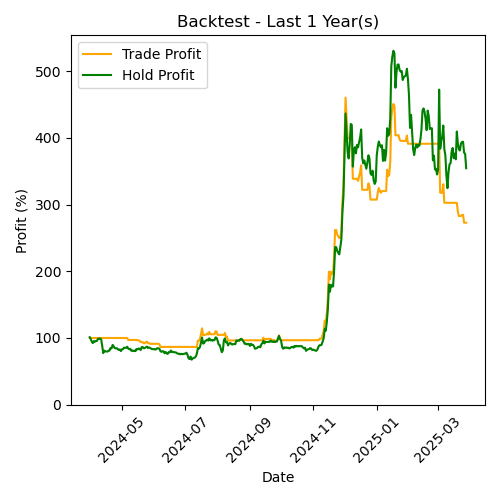 Backtest - Last 1 Year(s)
Trade Profit
Hold Profit
Profit (%)
500
400
300
200
100
0
2024-05
2024-07
2024-09
2024-11
2025-01
2025-03
Date